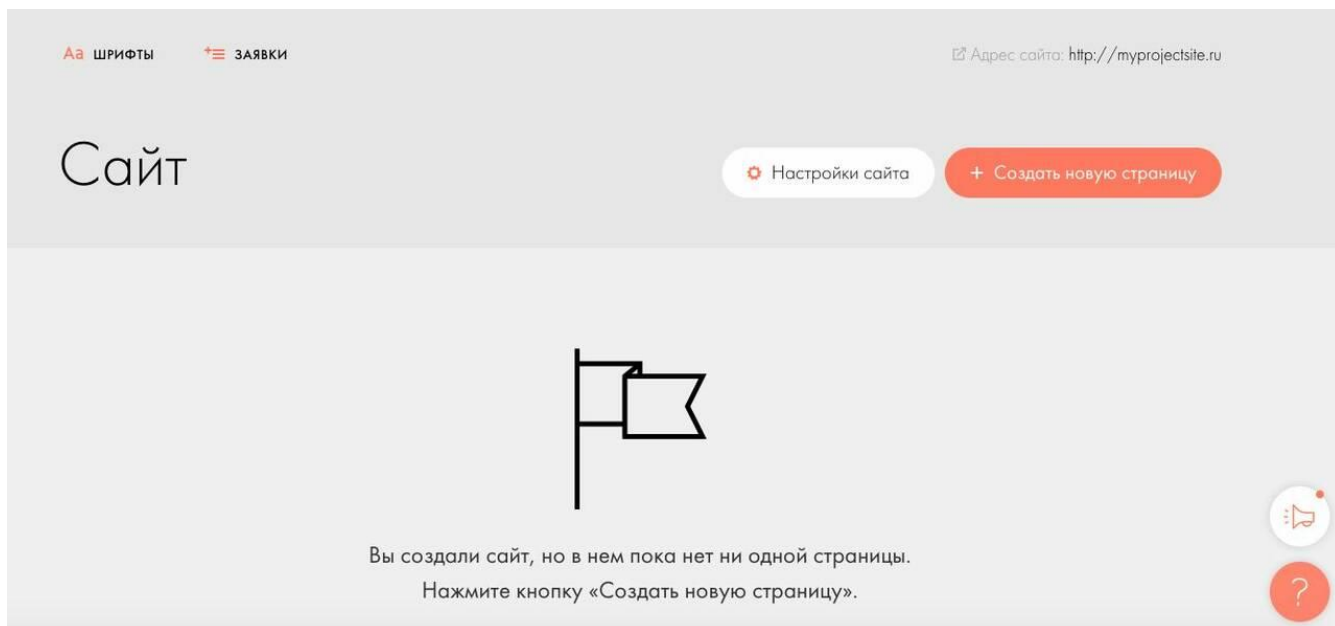 Aa ШРИФТЫ
ЗАЯВКИ
Адрес сайта: http://myprojectsite.ru
Сайт
Настройки сайта
+ Создать новую страницу
Вы создали сайт, но в нем пока нет ни одной страницы.
Нажмите кнопку «Создать новую страницу».
?